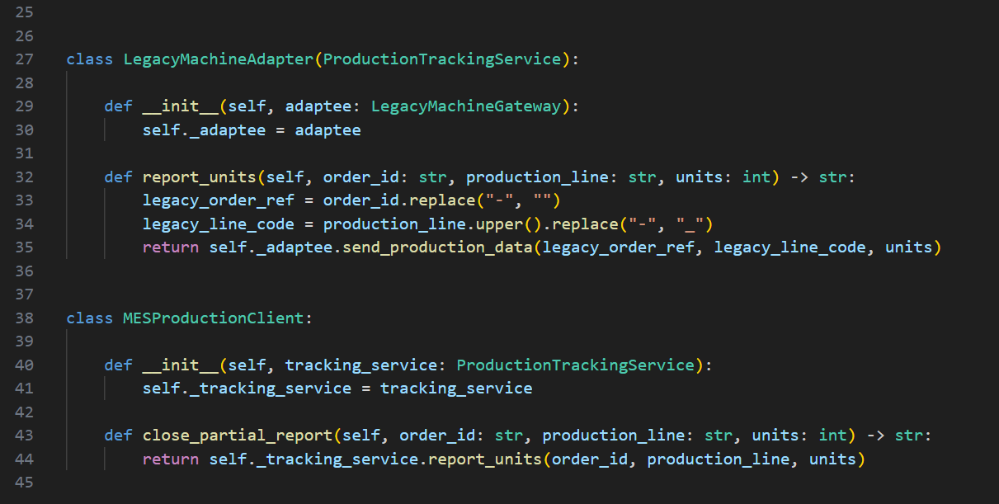 25
26
27 class LegacyMachineAdapter(ProductionTrackingService):
28
29     def __init__(self, adaptee: LegacyMachineGateway):
30         self._adaptee = adaptee
31
32     def report_units(self, order_id: str, production_line: str, units: int) -> str:
33         legacy_order_ref = order_id.replace("-", "")
34         legacy_line_code = production_line.upper().replace("-", "_")
35         return self._adaptee.send_production_data(legacy_order_ref, legacy_line_code, units)
36
37
38 class MESProductionClient:
39
40     def __init__(self, tracking_service: ProductionTrackingService):
41         self._tracking_service = tracking_service
42
43     def close_partial_report(self, order_id: str, production_line: str, units: int) -> str:
44         return self._tracking_service.report_units(order_id, production_line, units)
45